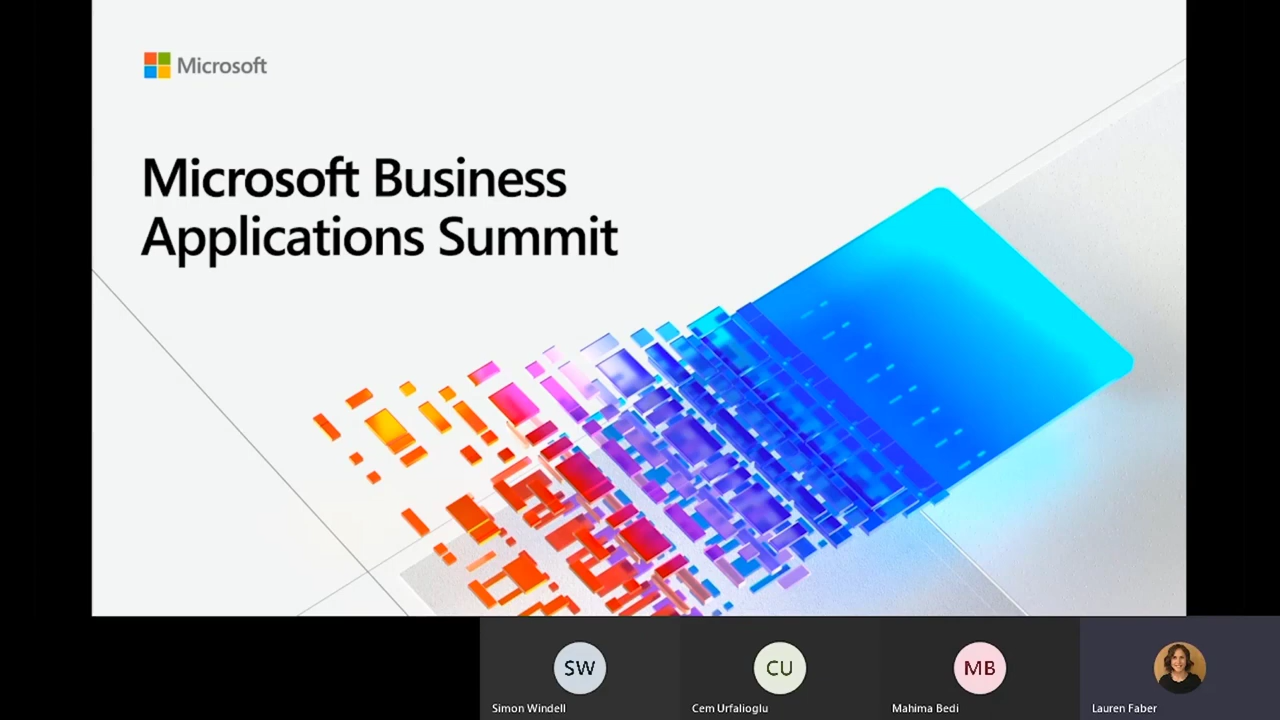 Microsoft
Microsoft Business
Applications Summit
SW
CU
MB
Simon Windell
Cem Urfalioglu
Mahima Bedi
Lauren Faber